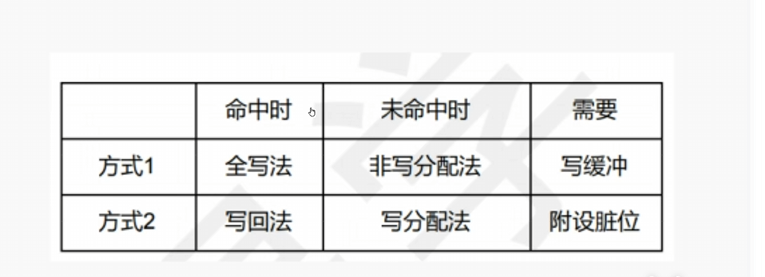 命中时 未命中时 需要
方式1 全写法 非写分配法 写缓冲
方式2 写回法 写分配法 附设脏位